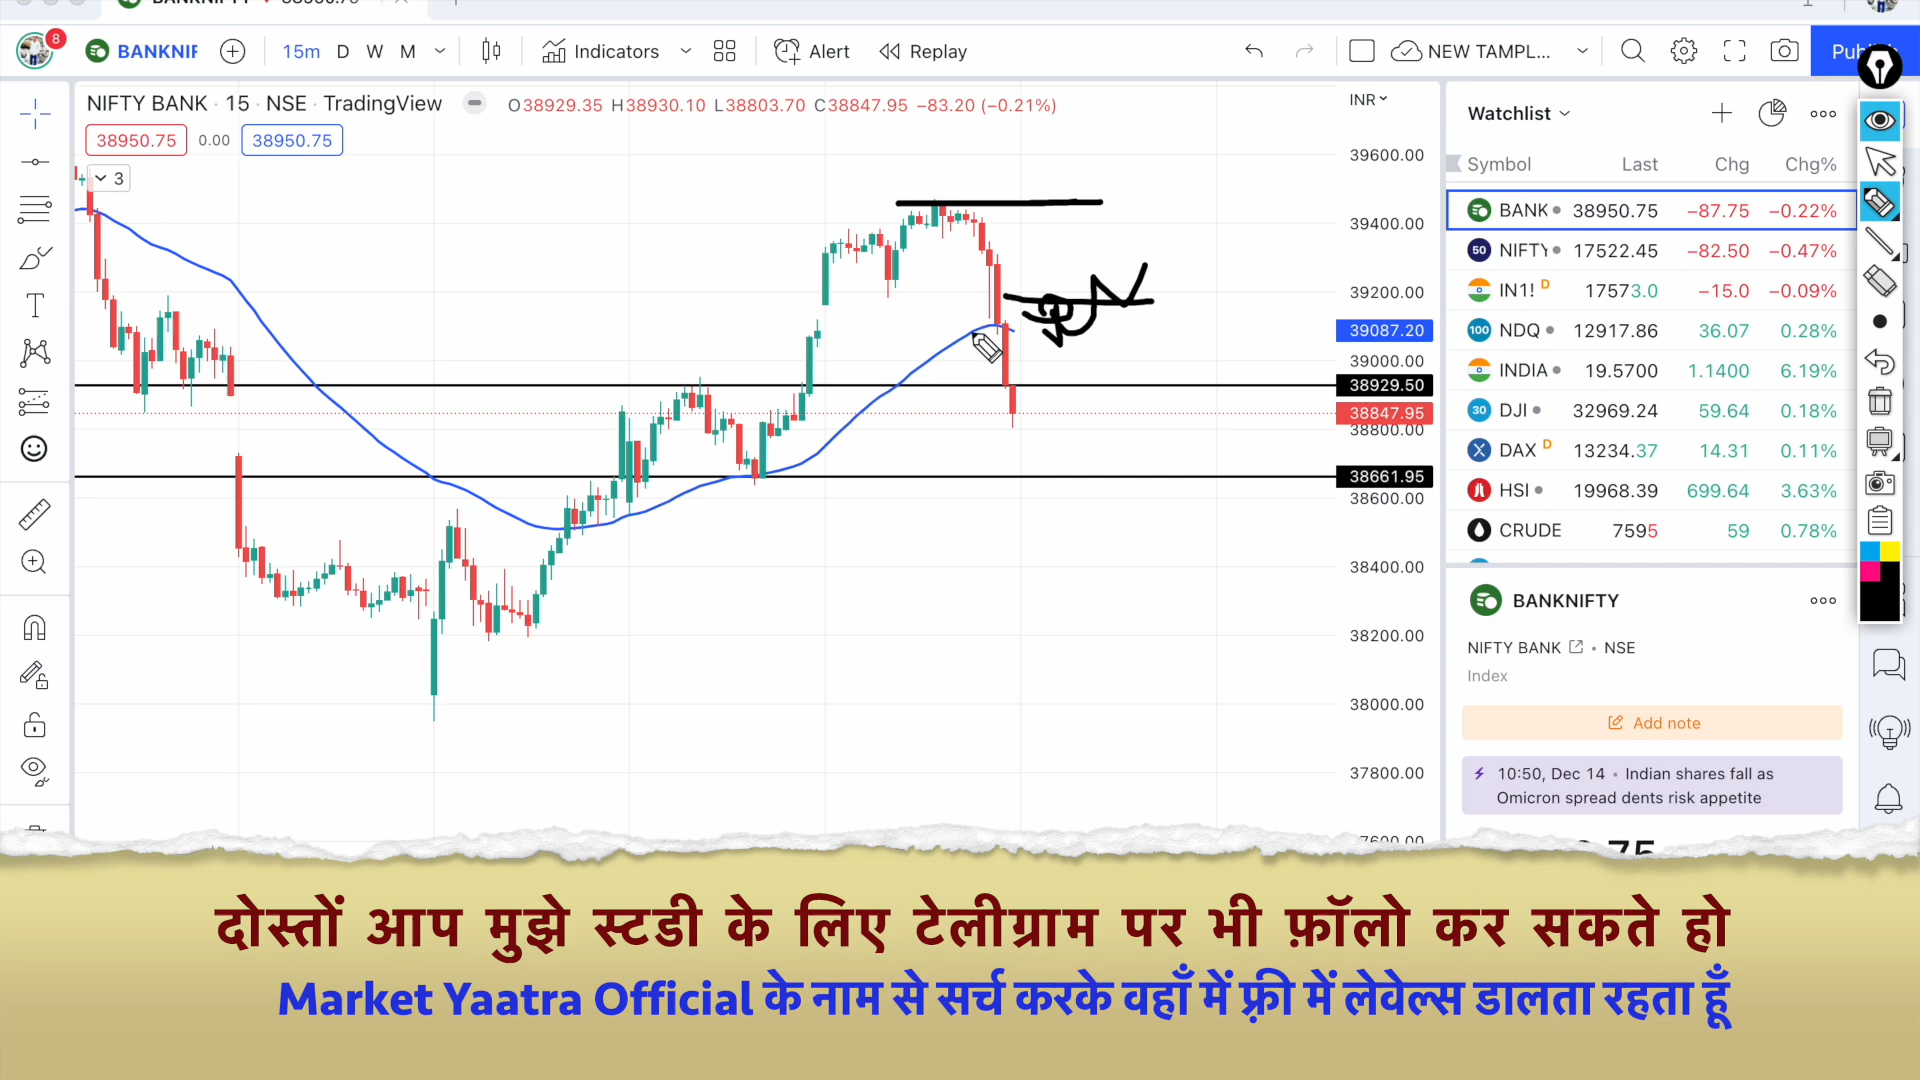 8
BANKNIF
15m D W M
Indicators
Alert
Replay
NEW TAMPL...
NIFTY BANK · 15 · NSE · TradingView
O38929.35 H38930.10 L38803.70 C38847.95 −83.20 (−0.21%)
38950.75 0.00 38950.75
3
INR
39600.00
39400.00
39200.00
39087.20
39000.00
38929.50
38847.95
38800.00
38661.95
38600.00
38400.00
38200.00
38000.00
37800.00
37600.00
Watchlist
Symbol Last Chg Chg%
BANK 38950.75 −87.75 −0.22%
50 NIFTY 17522.45 −82.50 −0.47%
IN1! D 17573.0 −15.0 −0.09%
100 NDQ 12917.86 36.07 0.28%
INDIA 19.5700 1.1400 6.19%
30 DJI 32969.24 59.64 0.18%
DAX D 13234.37 14.31 0.11%
HSI 19968.39 699.64 3.63%
CRUDE 7595 59 0.78%
BANKNIFTY
NIFTY BANK • NSE
Index
Add note
10:50, Dec 14 • Indian shares fall as
Omicron spread dents risk appetite
दोस्तों आप मुझे स्टडी के लिए टेलीग्राम पर भी फ़ॉलो कर सकते हो
Market Yaatra Official के नाम से सर्च करके वहाँ में फ़्री में लेवेल्स डालता रहता हूँ